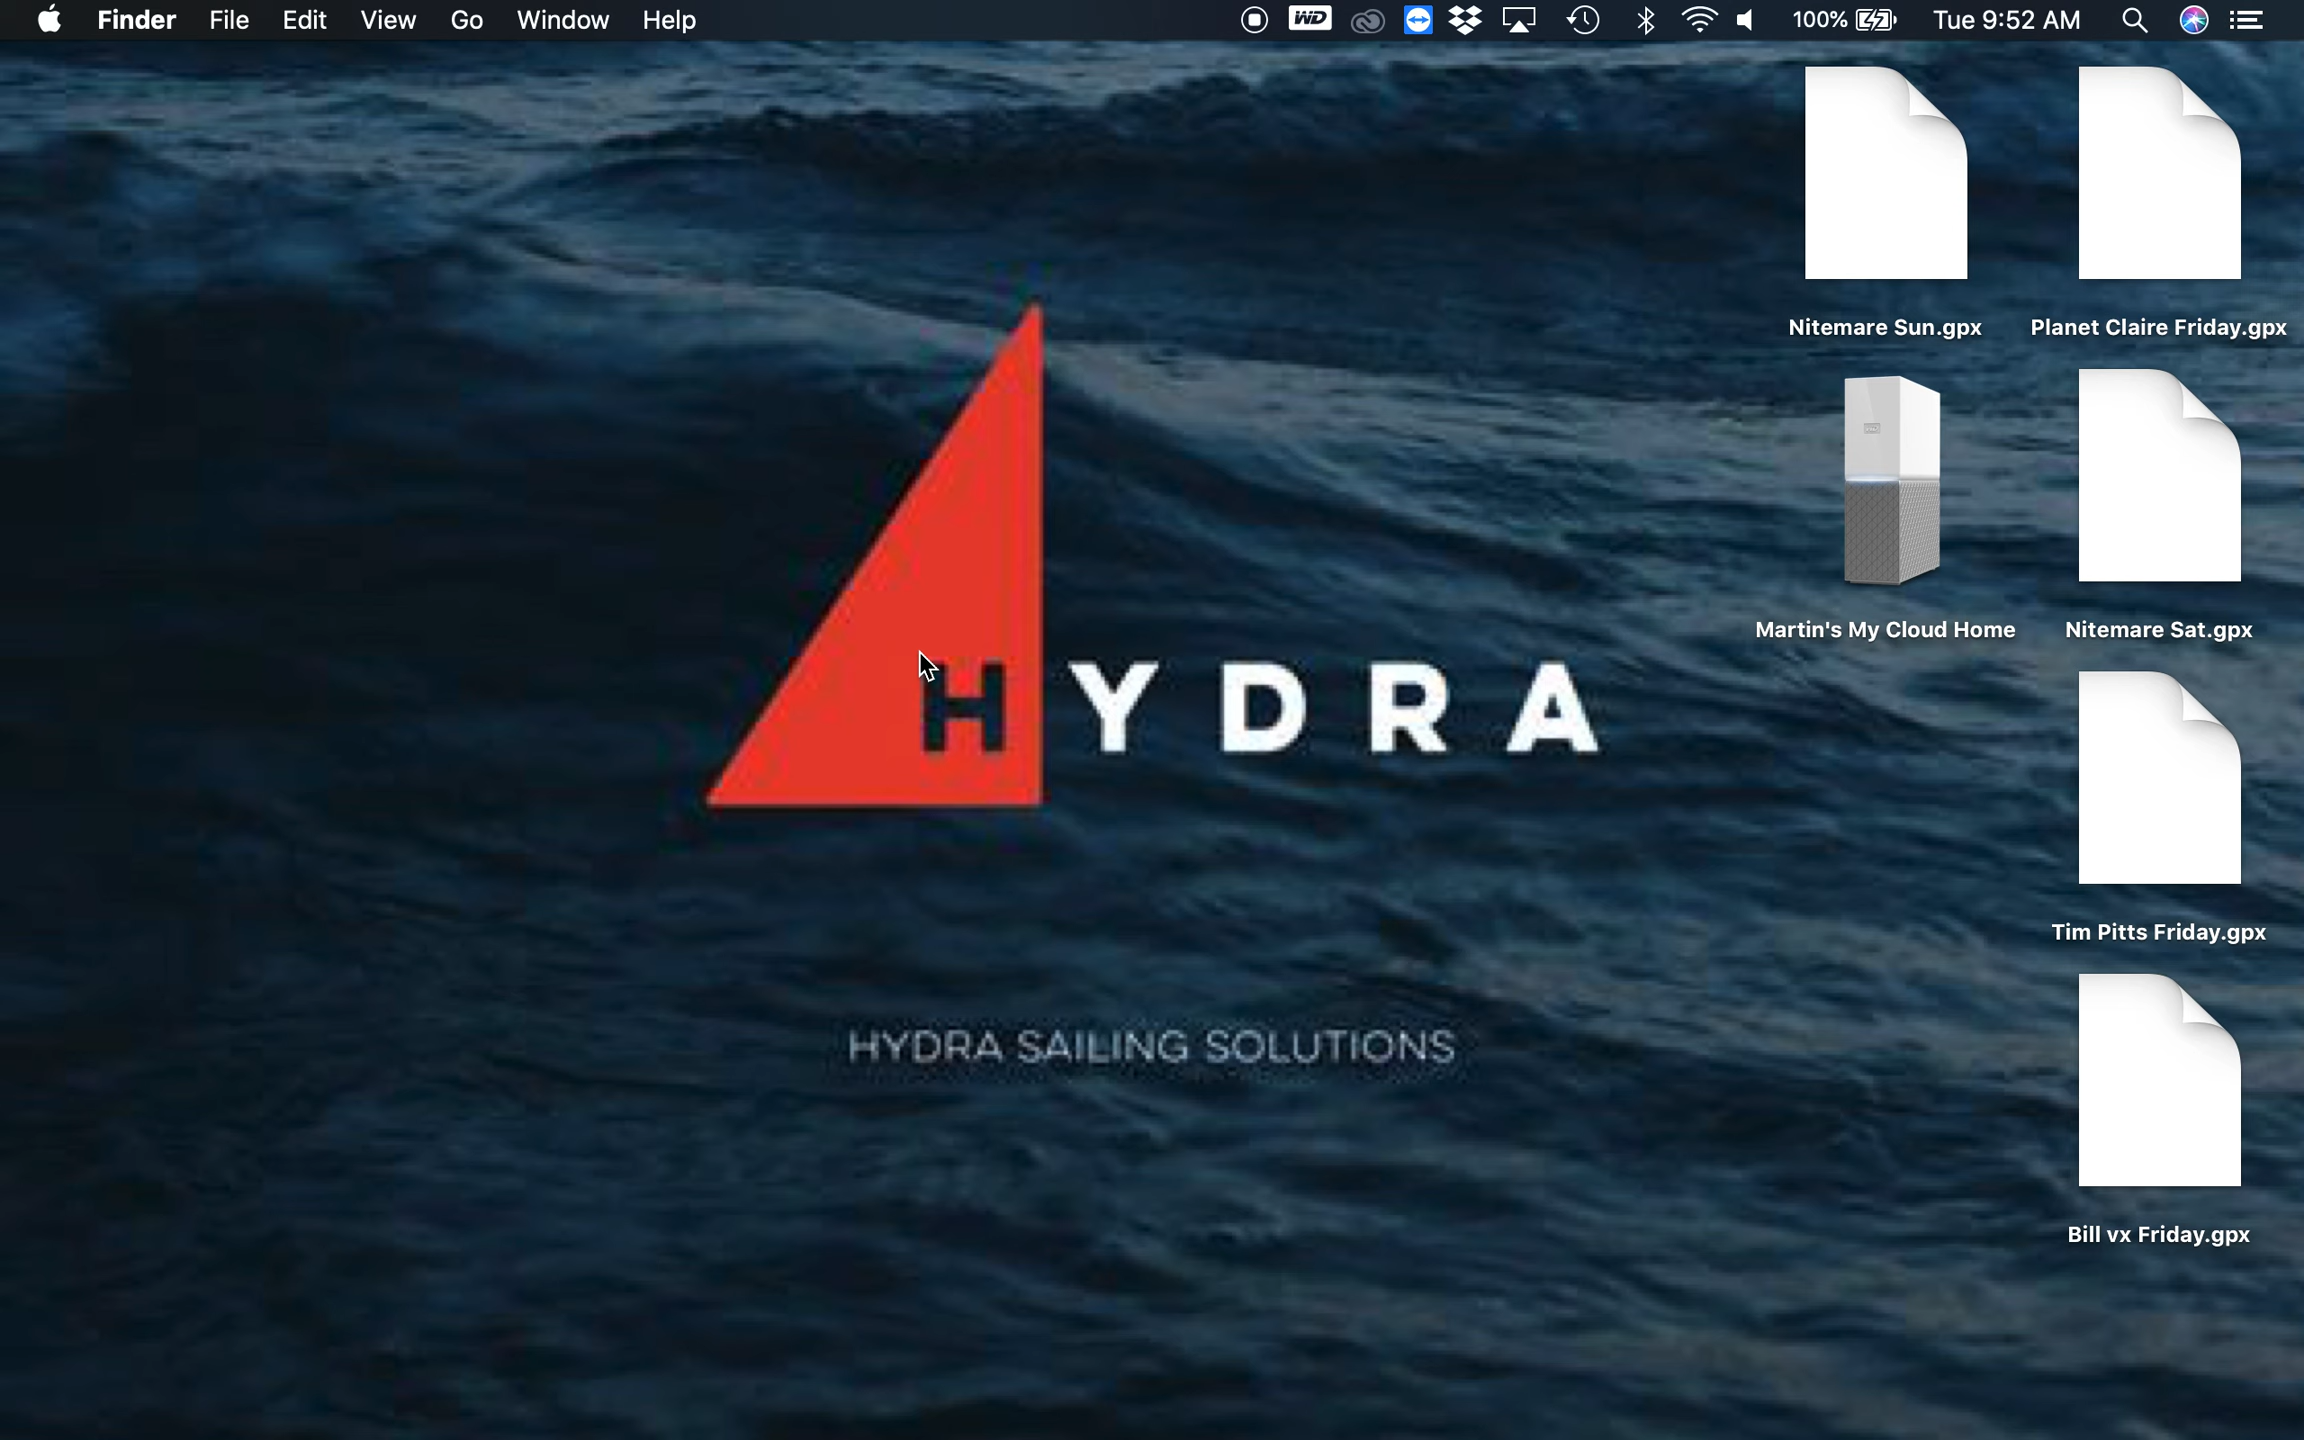 Finder File Edit View Go Window Help WD 100% Tue 9:52 AM
Nitemare Sun.gpx Planet Claire Friday.gpx
Martin's My Cloud Home Nitemare Sat.gpx
HYDRA
Tim Pitts Friday.gpx
HYDRA SAILING SOLUTIONS
Bill vx Friday.gpx